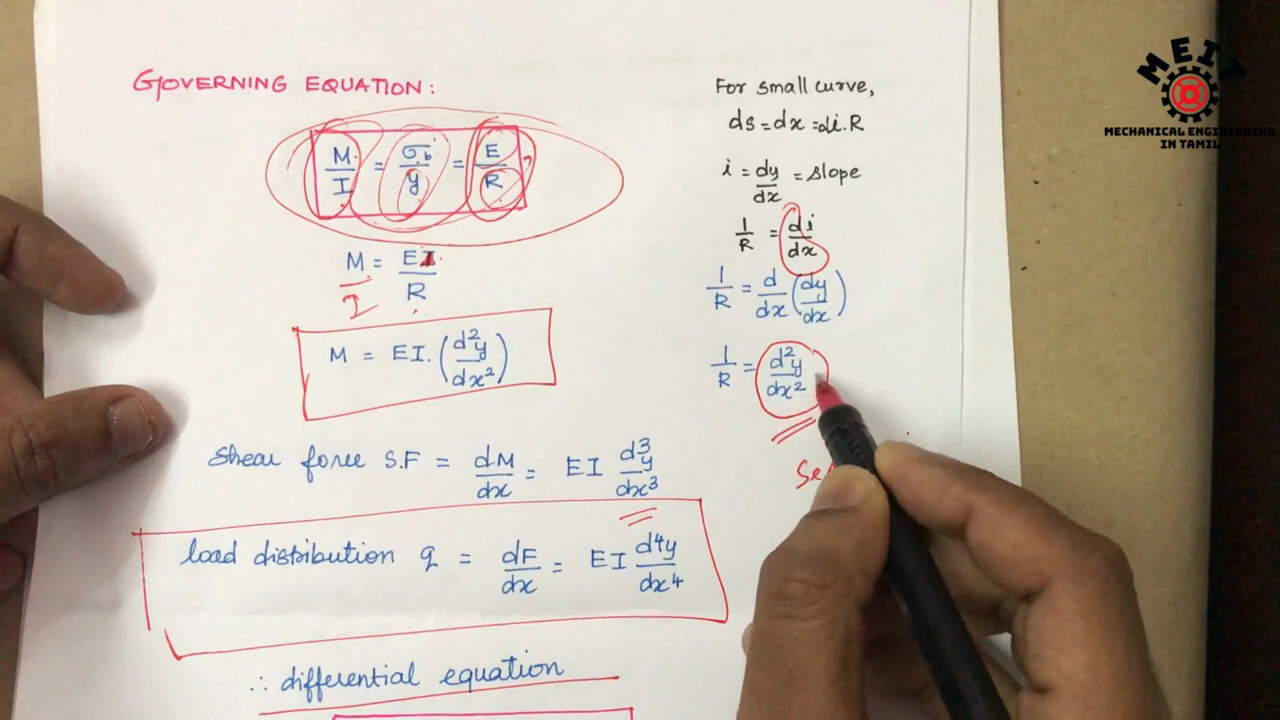 GOVERNING EQUATION:
M/I = σb/y = E/R
M = EI/R
M = EI. (d²y/dx²)
Shear force S.F = dM/dx = EI d³y/dx³
load distribution q = dF/dx = EI d⁴y/dx⁴
∴ differential equation
For small curve,
ds = dx = di.R
i = dy/dx = slope
1/R = di/dx
1/R = d/dx (dy/dx)
1/R = d²y/dx²
MEIT
MECHANICAL ENGINEERING
IN TAMIL